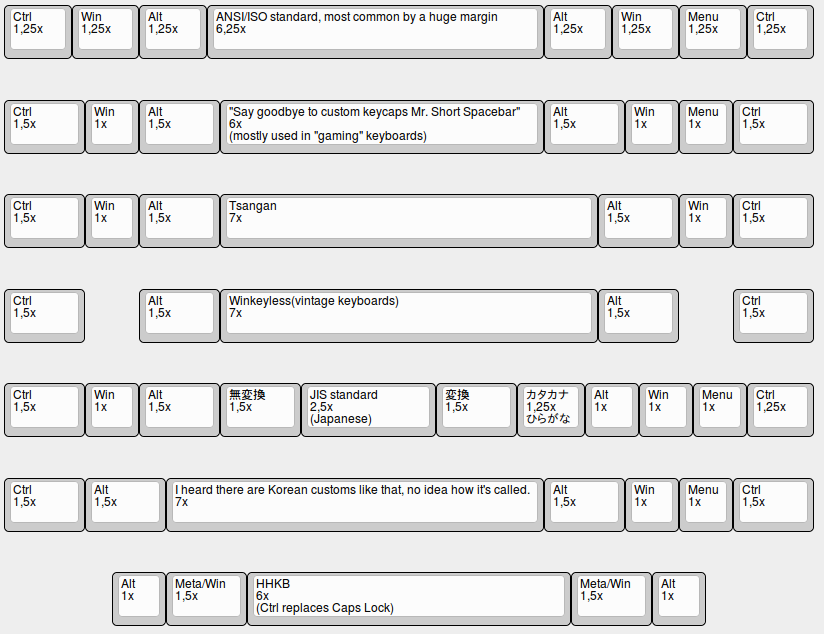 Ctrl
1,25x
Win
1,25x
Alt
1,25x
ANSI/ISO standard, most common by a huge margin
6,25x
Alt
1,25x
Win
1,25x
Menu
1,25x
Ctrl
1,25x
Ctrl
1,5x
Win
1x
Alt
1,5x
"Say goodbye to custom keycaps Mr. Short Spacebar"
6x
(mostly used in "gaming" keyboards)
Alt
1,5x
Win
1x
Menu
1x
Ctrl
1,5x
Ctrl
1,5x
Win
1x
Alt
1,5x
Tsangan
7x
Alt
1,5x
Win
1x
Ctrl
1,5x
Ctrl
1,5x
Alt
1,5x
Winkeyless(vintage keyboards)
7x
Alt
1,5x
Ctrl
1,5x
Ctrl
1,5x
Win
1x
Alt
1,5x
無変換
1,5x
JIS standard
2,5x
(Japanese)
変換
1,5x
カタカナ
1,25x
ひらがな
Alt
1x
Win
1x
Menu
1x
Ctrl
1,25x
Ctrl
1,5x
Alt
1,5x
I heard there are Korean customs like that, no idea how it's called.
7x
Alt
1,5x
Win
1x
Menu
1x
Ctrl
1,5x
Alt
1x
Meta/Win
1,5x
HHKB
6x
(Ctrl replaces Caps Lock)
Meta/Win
1,5x
Alt
1x